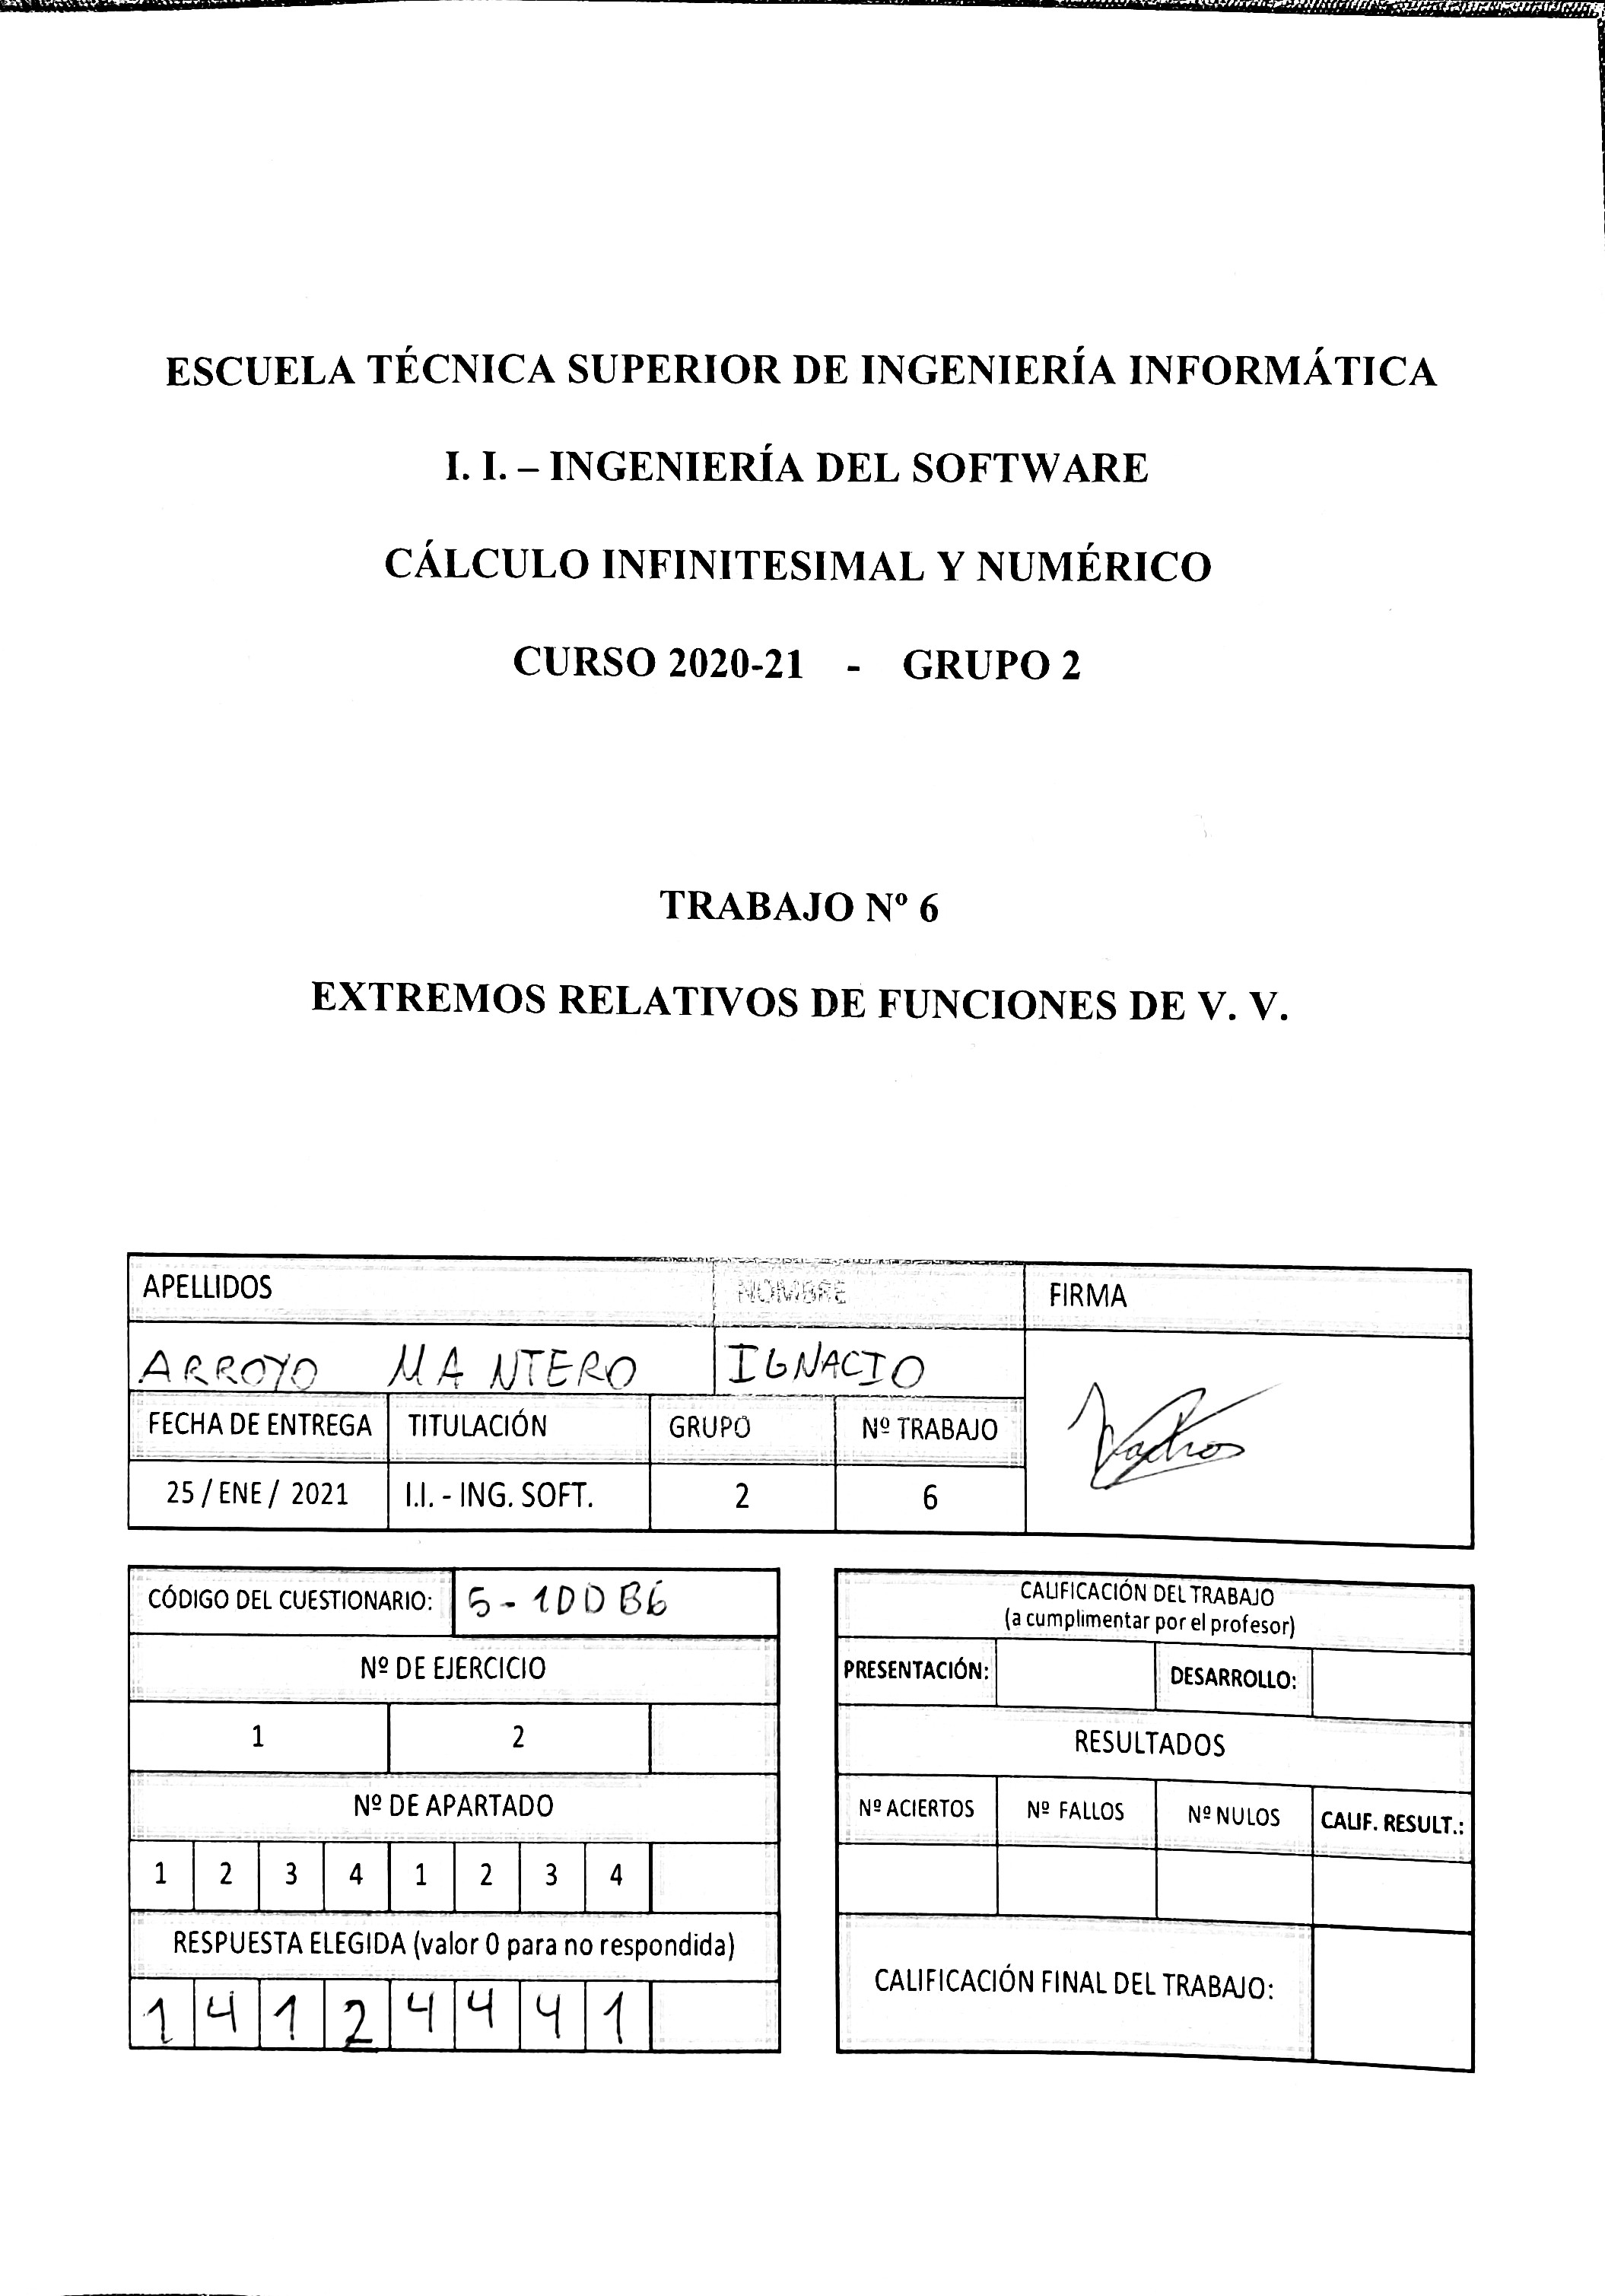 ESCUELA TÉCNICA SUPERIOR DE INGENIERÍA INFORMÁTICA
I. I. – INGENIERÍA DEL SOFTWARE
CÁLCULO INFINITESIMAL Y NUMÉRICO
CURSO 2020-21 - GRUPO 2
TRABAJO Nº 6
EXTREMOS RELATIVOS DE FUNCIONES DE V. V.
APELLIDOS NOMBRE FIRMA
ARROYO MANTERO IGNACIO
FECHA DE ENTREGA TITULACIÓN GRUPO Nº TRABAJO
25 / ENE / 2021 I.I. - ING. SOFT. 2 6
CÓDIGO DEL CUESTIONARIO: 5-1DDB6
Nº DE EJERCICIO
1 2
Nº DE APARTADO
1 2 3 4 1 2 3 4
RESPUESTA ELEGIDA (valor 0 para no respondida)
1 4 1 2 4 4 4 1
CALIFICACIÓN DEL TRABAJO
(a cumplimentar por el profesor)
PRESENTACIÓN: DESARROLLO:
RESULTADOS
Nº ACIERTOS Nº FALLOS Nº NULOS CALIF. RESULT.:
CALIFICACIÓN FINAL DEL TRABAJO: